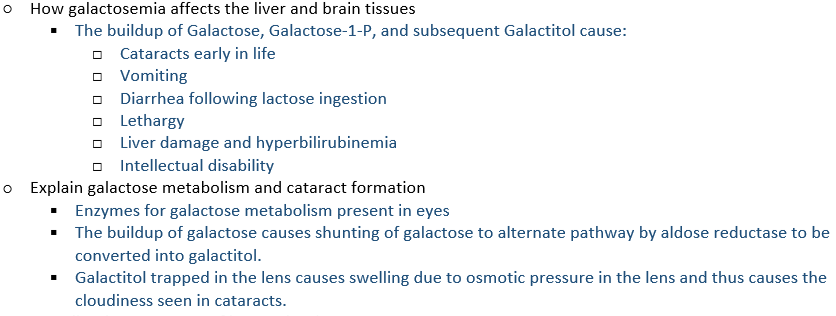 ○ How galactosemia affects the liver and brain tissues
▪ The buildup of Galactose, Galactose-1-P, and subsequent Galactitol cause:
□ Cataracts early in life
□ Vomiting
□ Diarrhea following lactose ingestion
□ Lethargy
□ Liver damage and hyperbilirubinemia
□ Intellectual disability
○ Explain galactose metabolism and cataract formation
▪ Enzymes for galactose metabolism present in eyes
▪ The buildup of galactose causes shunting of galactose to alternate pathway by aldose reductase to be
converted into galactitol.
▪ Galactitol trapped in the lens causes swelling due to osmotic pressure in the lens and thus causes the
cloudiness seen in cataracts.